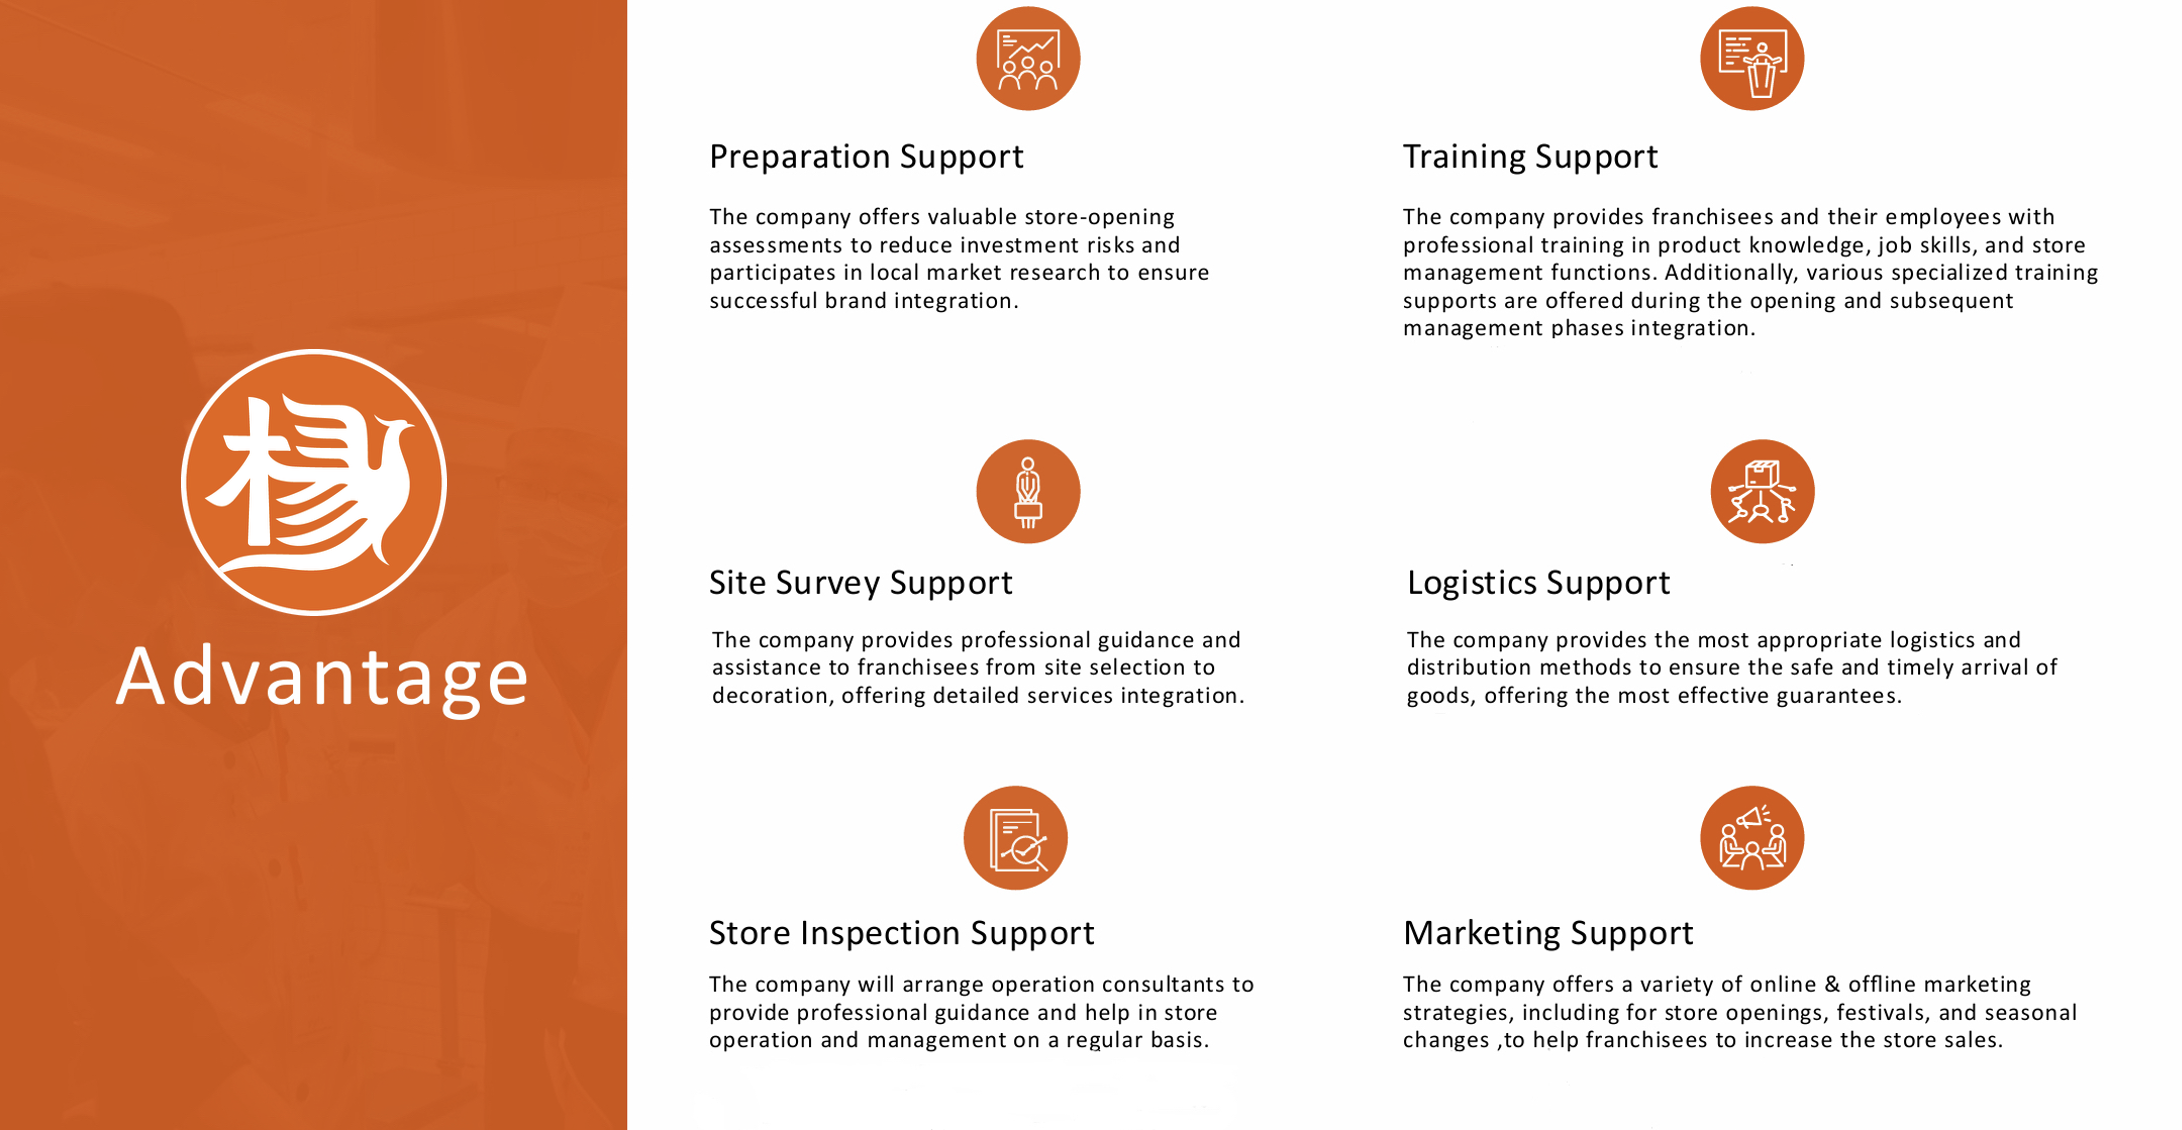 杨
Advantage
Preparation Support
The company offers valuable store-opening
assessments to reduce investment risks and
participates in local market research to ensure
successful brand integration.
Training Support
The company provides franchisees and their employees with
professional training in product knowledge, job skills, and store
management functions. Additionally, various specialized training
supports are offered during the opening and subsequent
management phases integration.
Site Survey Support
The company provides professional guidance and
assistance to franchisees from site selection to
decoration, offering detailed services integration.
Logistics Support
The company provides the most appropriate logistics and
distribution methods to ensure the safe and timely arrival of
goods, offering the most effective guarantees.
Store Inspection Support
The company will arrange operation consultants to
provide professional guidance and help in store
operation and management on a regular basis.
Marketing Support
The company offers a variety of online & offline marketing
strategies, including for store openings, festivals, and seasonal
changes ,to help franchisees to increase the store sales.